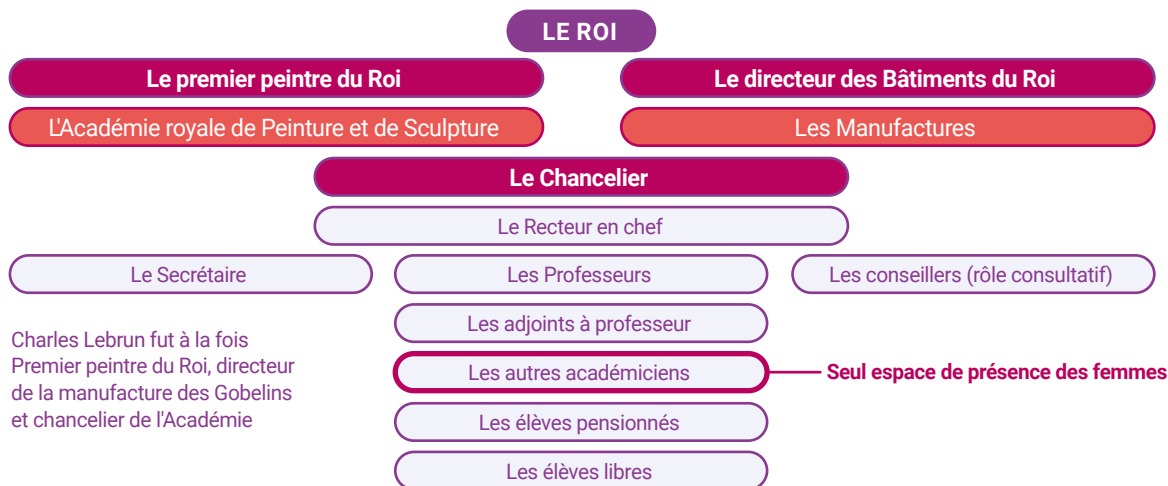 LE ROI
Le premier peintre du Roi
Le directeur des Bâtiments du Roi
L'Académie royale de Peinture et de Sculpture
Les Manufactures
Le Chancelier
Le Recteur en chef
Le Secrétaire
Les Professeurs
Les conseillers (rôle consultatif)
Les adjoints à professeur
Charles Lebrun fut à la fois
Premier peintre du Roi, directeur
de la manufacture des Gobelins
et chancelier de l'Académie
Les autres académiciens
Seul espace de présence des femmes
Les élèves pensionnés
Les élèves libres